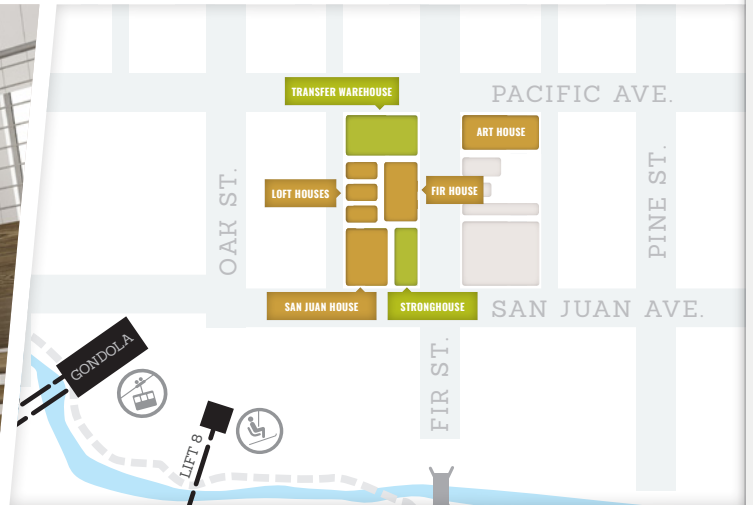 TRANSFER WAREHOUSE
PACIFIC AVE.
ART HOUSE
LOFT HOUSES
FIR HOUSE
OAK ST.
PINE ST.
SAN JUAN HOUSE
STRONGHOUSE
SAN JUAN AVE.
GONDOLA
FIR ST.
LIFT 8